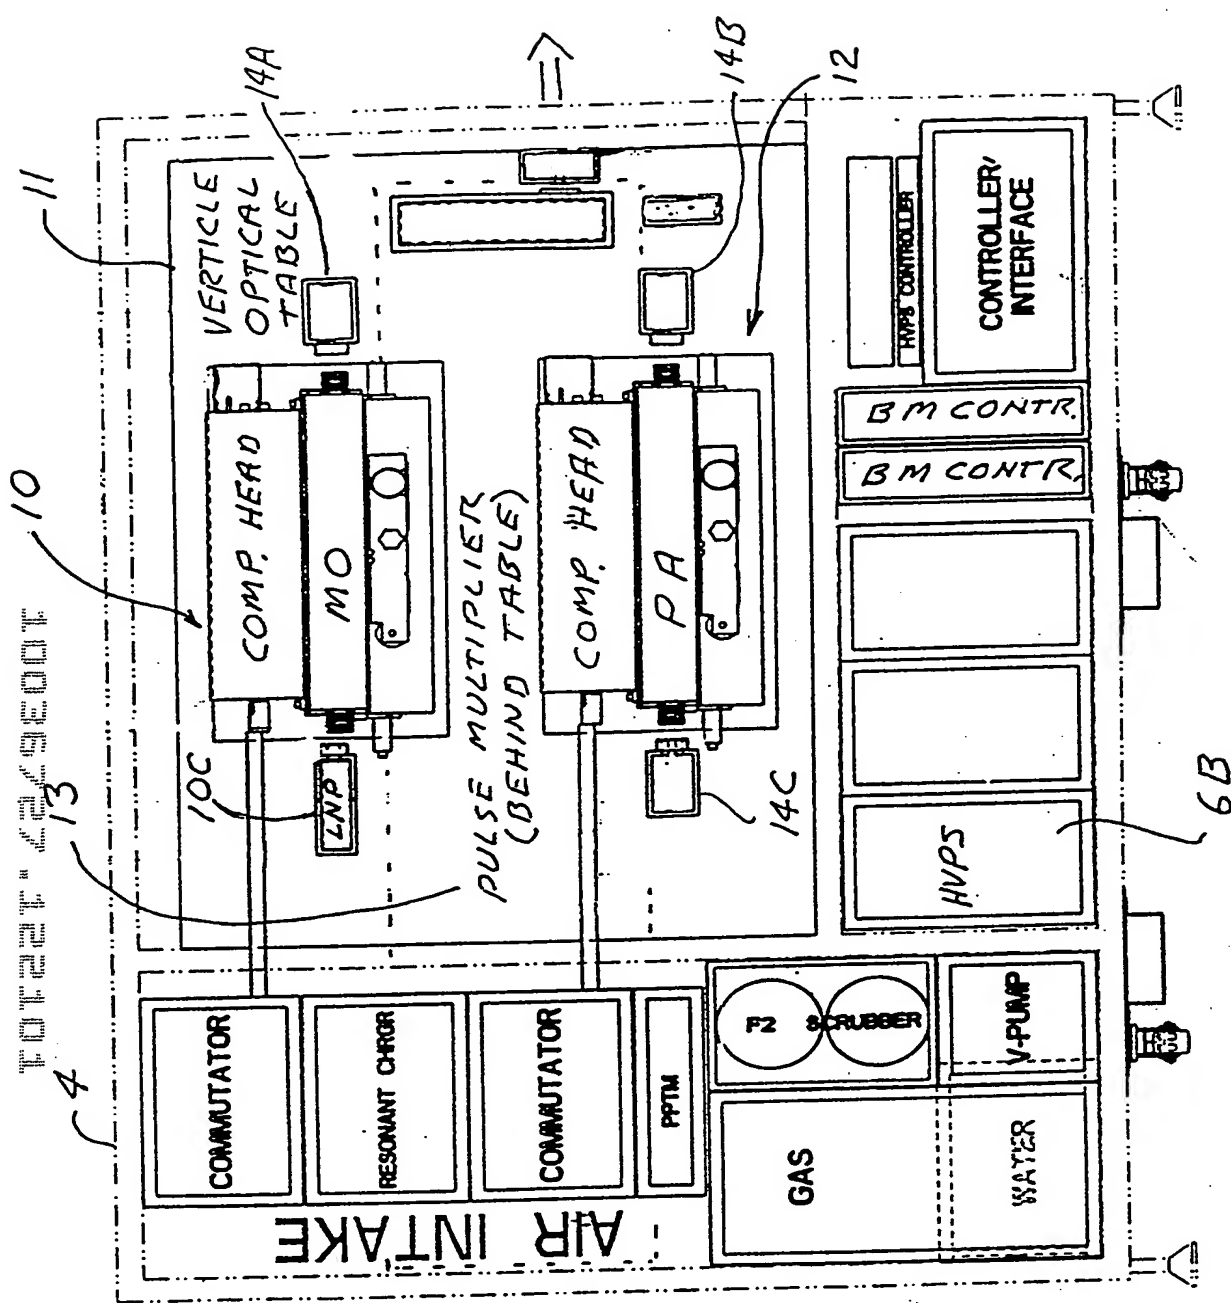 11
VERTICLE
OPTICAL
TABLE
14A
14B
12
10
COMP. HEAD
MO
10C
LNP
13
PULSE MULTIPLIER
(BEHIND TABLE)
COMP. HEAD
PA
14C
4
COMMUTATOR
RESONANT CHRGR
COMMUTATOR
PPTM
AIR INTAKE
F2
SCRUBBER
GAS
V-PUMP
WATER
HVPS
6B
BM CONTR.
BM CONTR.
HVPS CONTROLLER
CONTROLLER/
INTERFACE